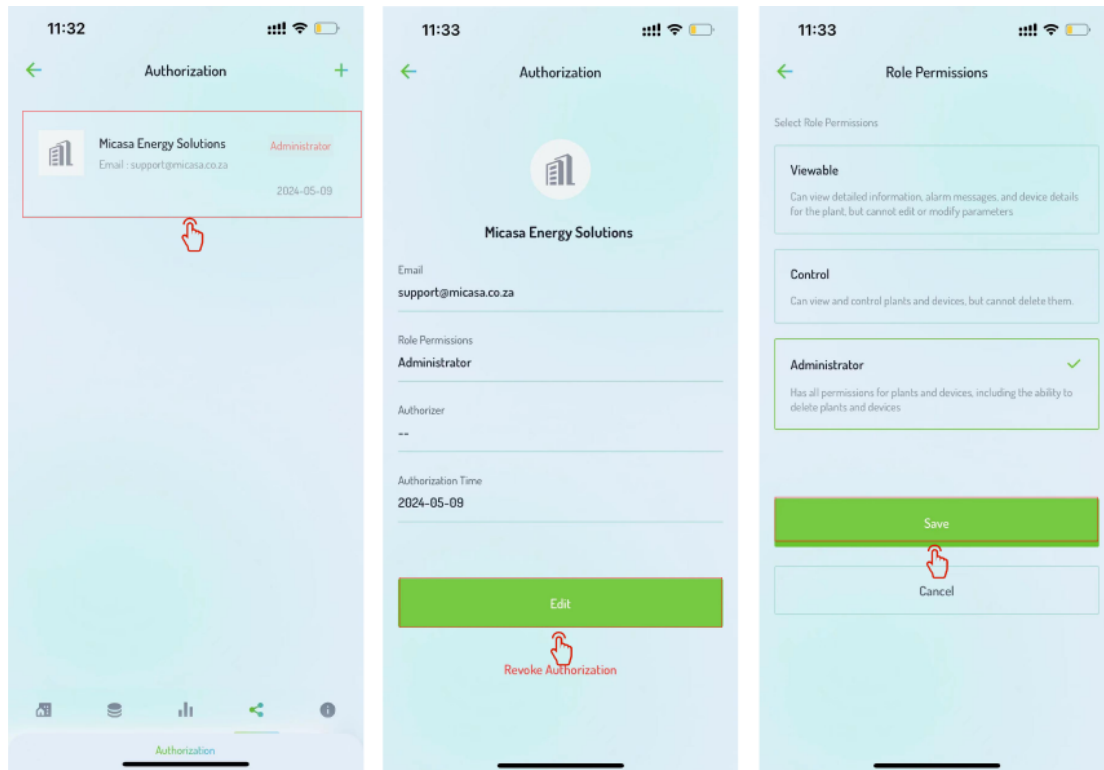 11:32
Authorization
Micasa Energy Solutions
Administrator
Email : support@micasa.co.za
2024-05-09
Authorization
11:33
Authorization
Micasa Energy Solutions
Email
support@micasa.co.za
Role Permissions
Administrator
Authorizer
--
Authorization Time
2024-05-09
Edit
Revoke Authorization
11:33
Role Permissions
Select Role Permissions
Viewable
Can view detailed information, alarm messages, and device details
for the plant, but cannot edit or modify parameters
Control
Can view and control plants and devices, but cannot delete them.
Administrator
Has all permissions for plants and devices, including the ability to
delete plants and devices
Save
Cancel